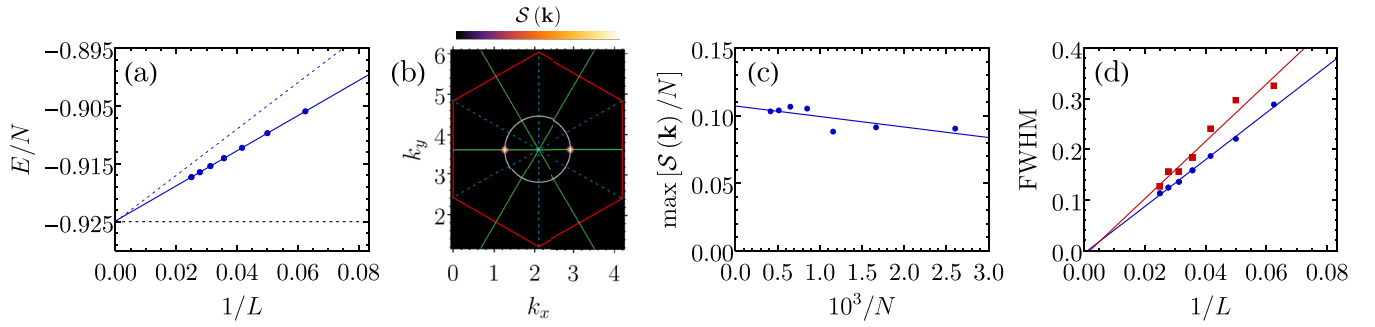 (a)
E/N
−0.895
−0.905
−0.915
−0.925
0.00 0.02 0.04 0.06 0.08
1/L
S (k)
(b)
k_y
6
5
4
3
2
0 1 2 3 4
k_x
(c)
max [S (k) /N]
0.15
0.10
0.05
0.00
0.0 0.5 1.0 1.5 2.0 2.5 3.0
10³/N
(d)
FWHM
0.4
0.3
0.2
0.1
0.0
0.00 0.02 0.04 0.06 0.08
1/L